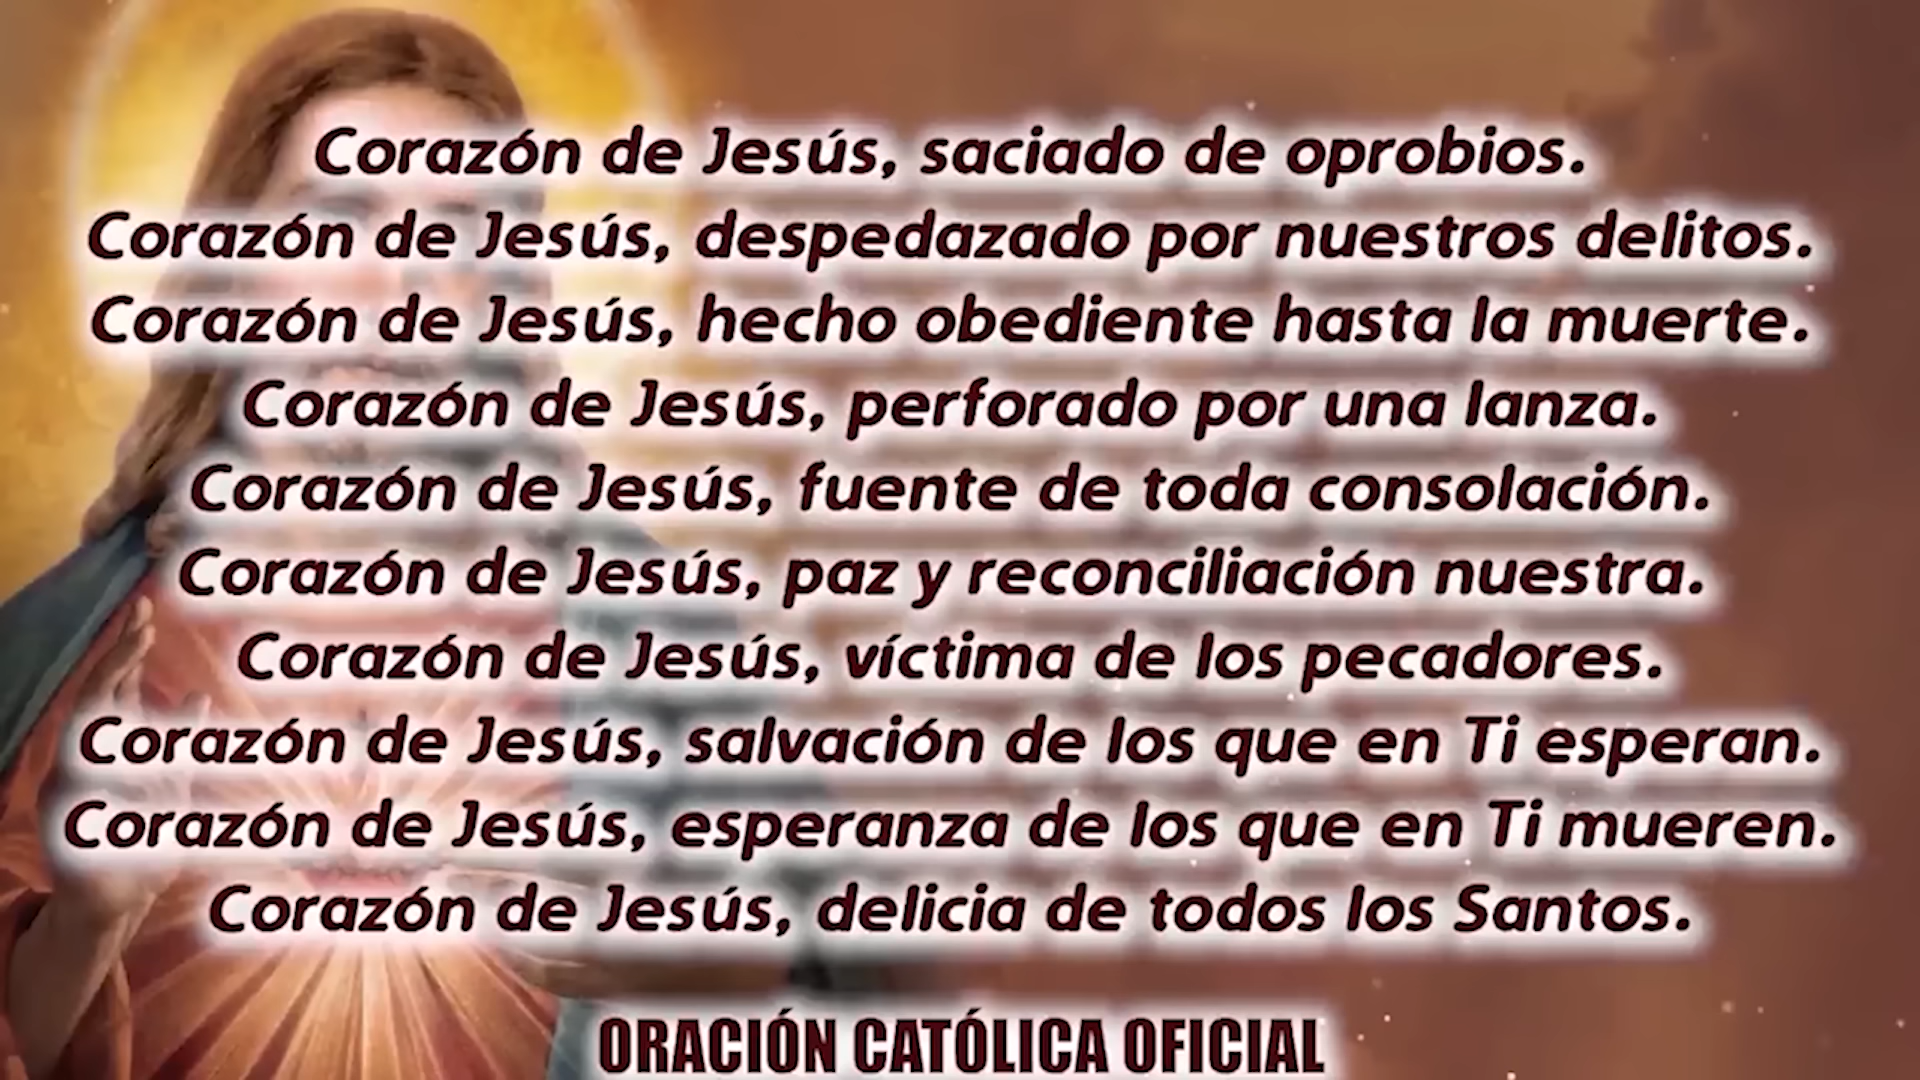 Corazón de Jesús, saciado de oprobios.
Corazón de Jesús, despedazado por nuestros delitos.
Corazón de Jesús, hecho obediente hasta la muerte.
Corazón de Jesús, perforado por una lanza.
Corazón de Jesús, fuente de toda consolación.
Corazón de Jesús, paz y reconciliación nuestra.
Corazón de Jesús, víctima de los pecadores.
Corazón de Jesús, salvación de los que en Ti esperan.
Corazón de Jesús, esperanza de los que en Ti mueren.
Corazón de Jesús, delicia de todos los Santos.
ORACIÓN CATÓLICA OFICIAL